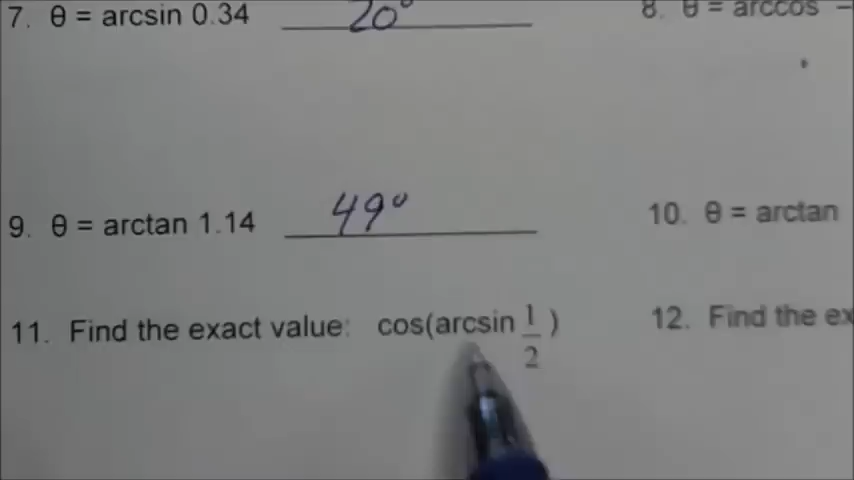 7. θ = arcsin 0.34 20°
8. θ = arccos
9. θ = arctan 1.14 49°
10. θ = arctan
11. Find the exact value: cos(arcsin 1/2)
12. Find the ex